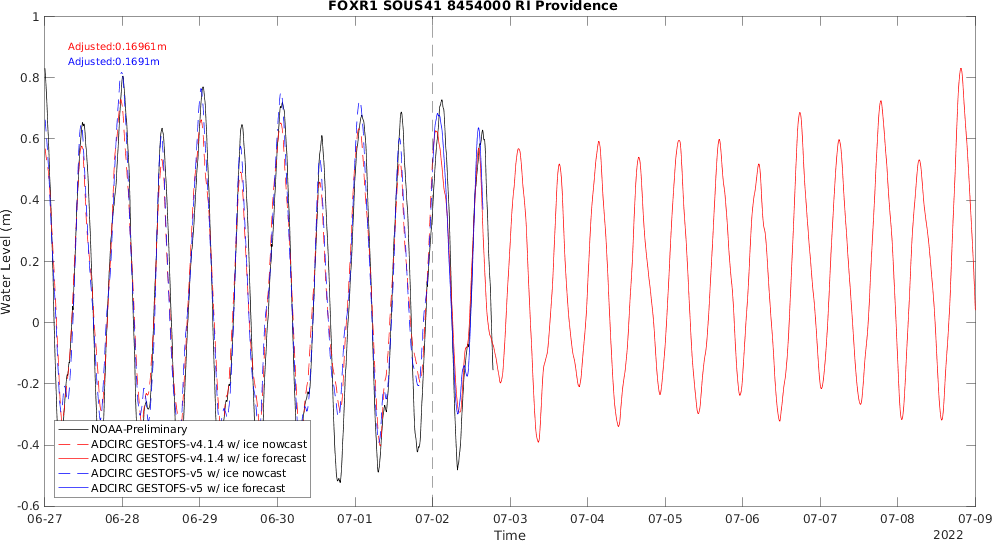 FOXR1 SOUS41 8454000 RI Providence
Adjusted:0.16961m
Adjusted:0.1691m
Water Level (m)
1
0.8
0.6
0.4
0.2
0
-0.2
-0.4
-0.6
NOAA-Preliminary
ADCIRC GESTOFS-v4.1.4 w/ ice nowcast
ADCIRC GESTOFS-v4.1.4 w/ ice forecast
ADCIRC GESTOFS-v5 w/ ice nowcast
ADCIRC GESTOFS-v5 w/ ice forecast
06-27 06-28 06-29 06-30 07-01 07-02 07-03 07-04 07-05 07-06 07-07 07-08 07-09
Time
2022